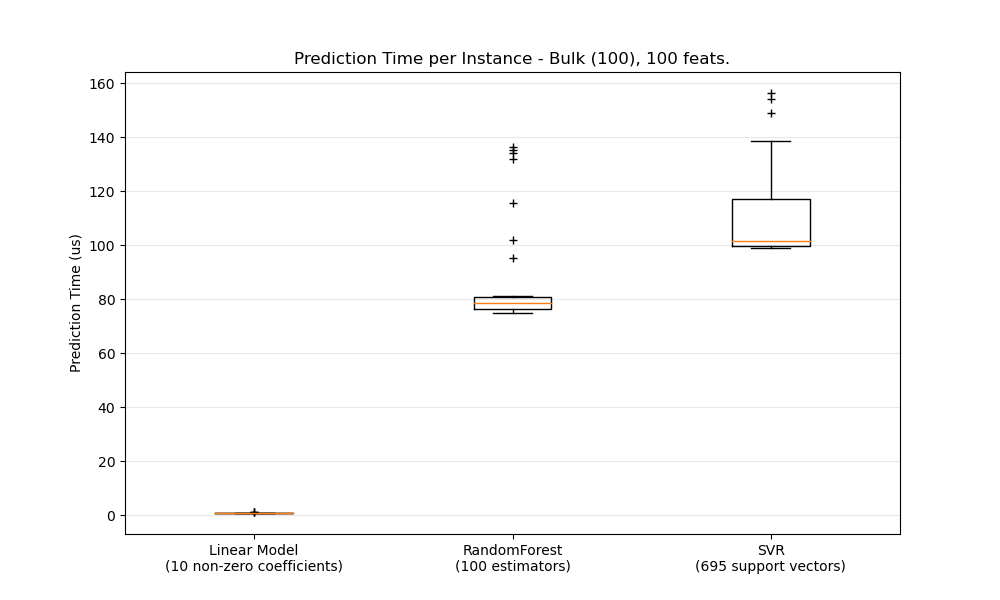 Prediction Time per Instance - Bulk (100), 100 feats.
160
140
120
100
80
60
40
20
0
Prediction Time (us)
Linear Model
(10 non-zero coefficients)
RandomForest
(100 estimators)
SVR
(695 support vectors)